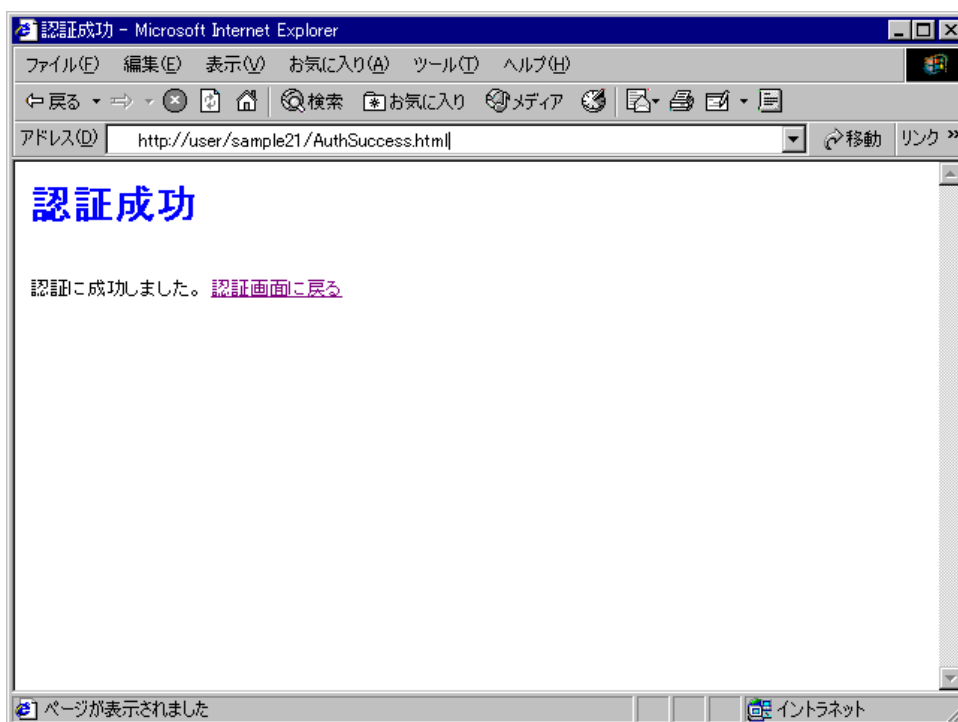 認証成功 - Microsoft Internet Explorer
ファイル(F) 編集(E) 表示(V) お気に入り(A) ツール(T) ヘルプ(H)
戻る 検索 お気に入り メディア
アドレス(D) http://user/sample21/AuthSuccess.html 移動 リンク »
認証成功
認証に成功しました。 認証画面に戻る
ページが表示されました イントラネット